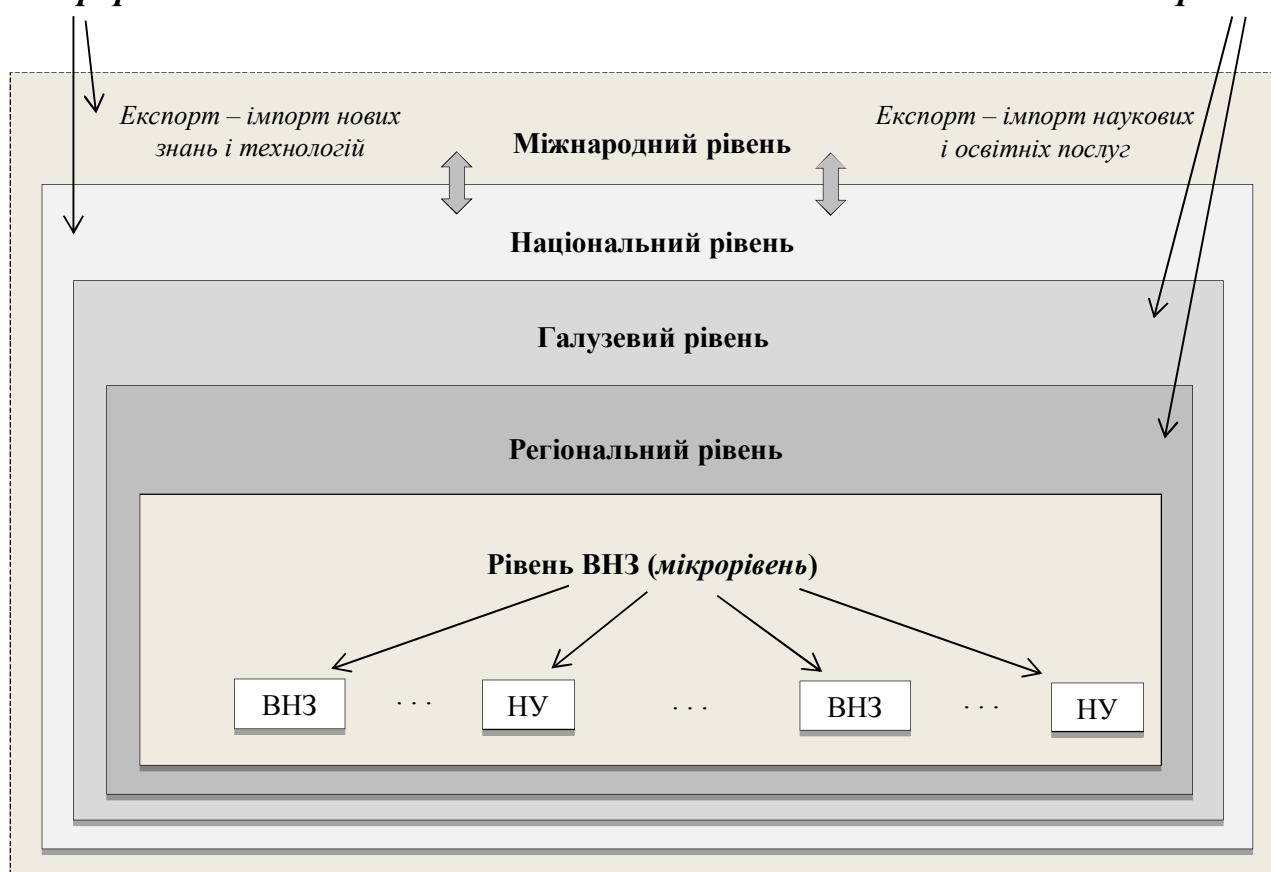 Експорт – імпорт нових
знань і технологій
Міжнародний рівень
Експорт – імпорт наукових
і освітніх послуг
Національний рівень
Галузевий рівень
Регіональний рівень
Рівень ВНЗ (мікрорівень)
ВНЗ . . . НУ . . . ВНЗ . . . НУ